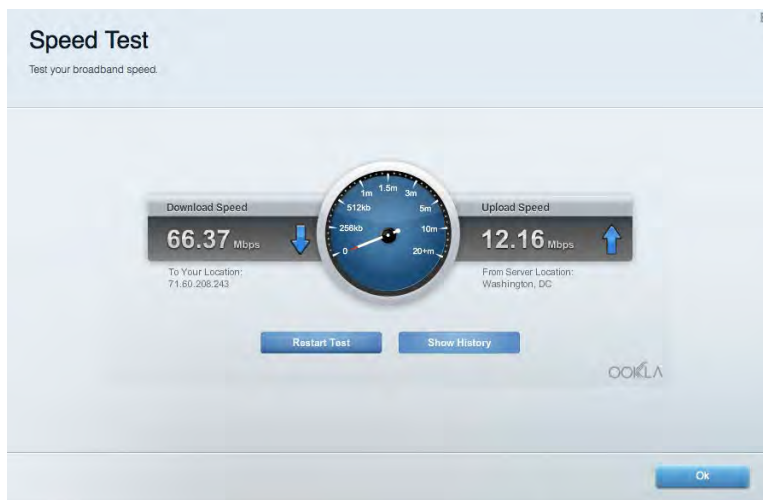 Speed Test
Test your broadband speed.
Download Speed
66.37 Mbps
To Your Location:
71.60.208.243
0
256kb
512kb
1m
1.5m
3m
5m
10m
20+m
Upload Speed
12.16 Mbps
From Server Location:
Washington, DC
Restart Test
Show History
OOKLA
Ok